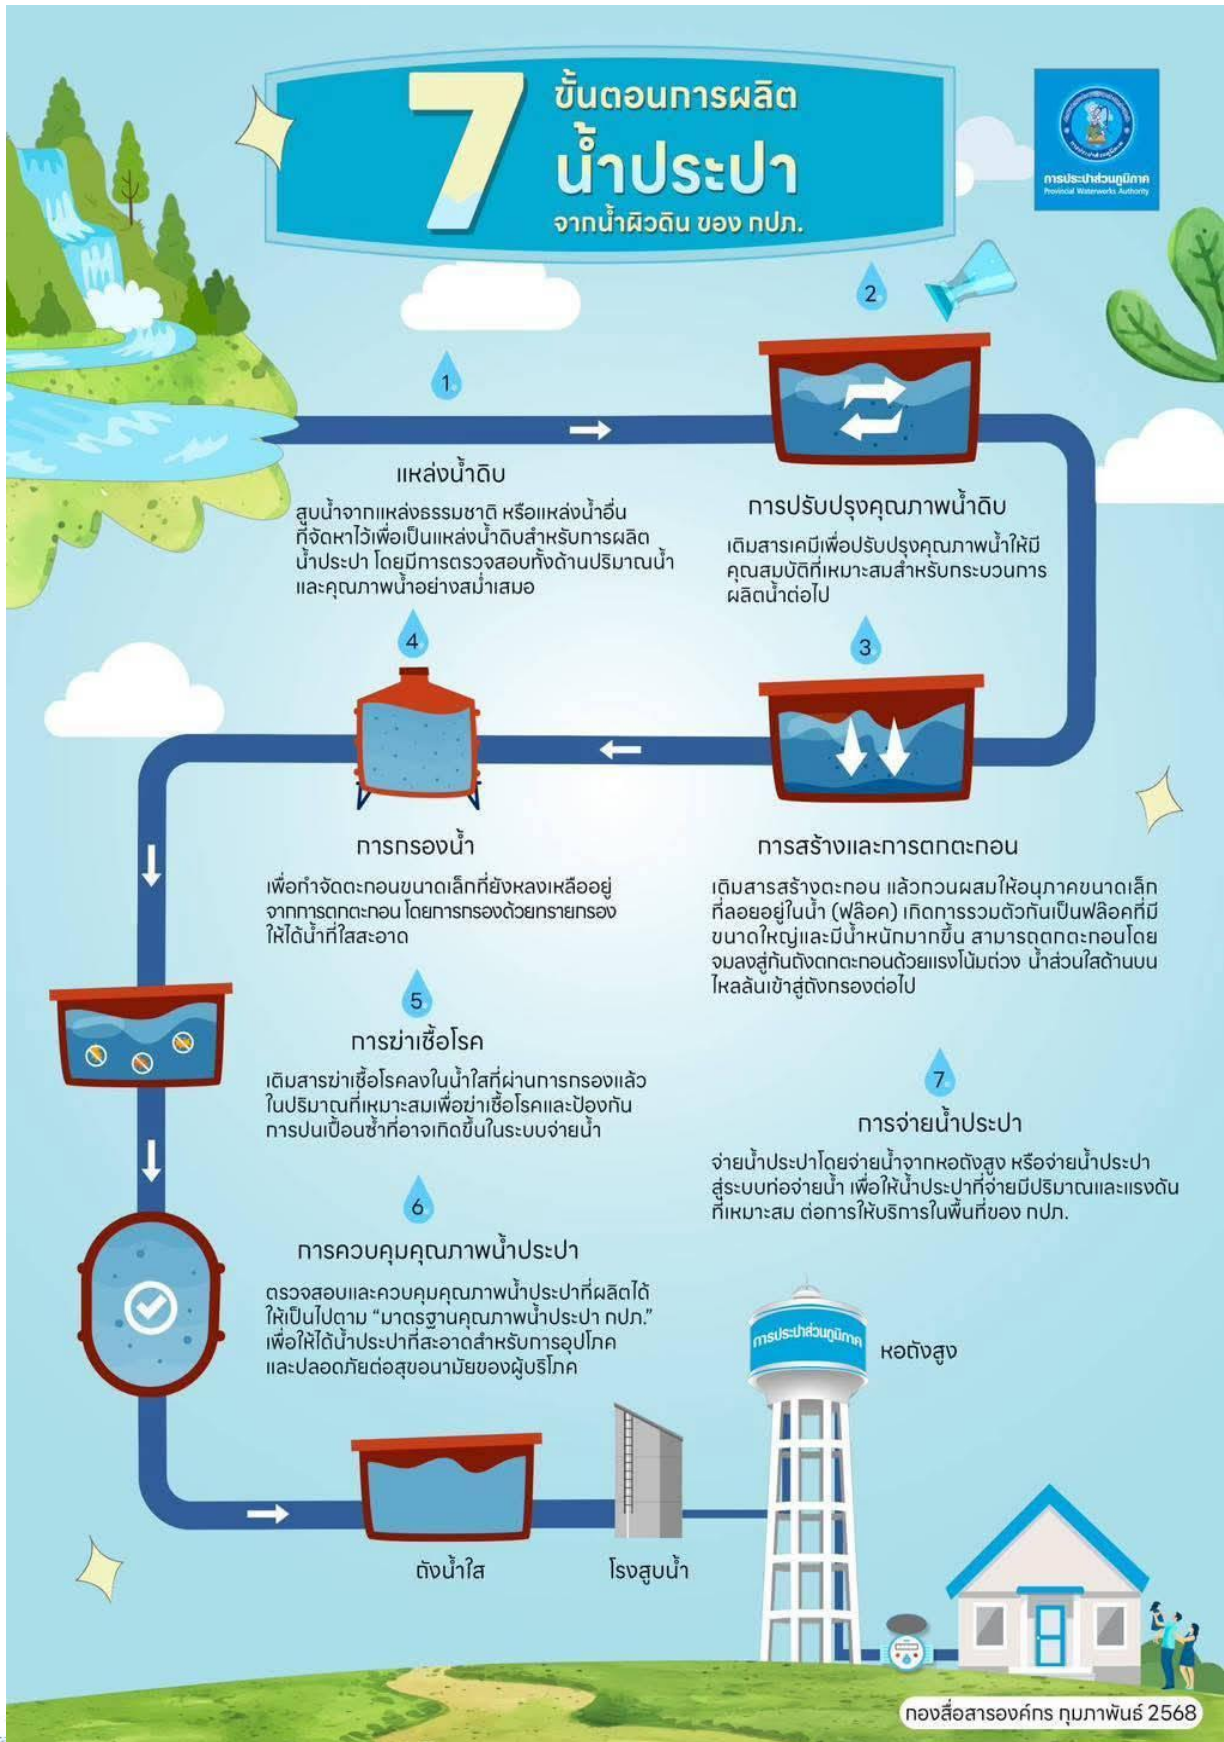 7
ขั้นตอนการผลิต
น้ำประปา
จากน้ำผิวดิน ของ กปภ.
การประปาส่วนภูมิภาค
Provincial Waterworks Authority
1.
แหล่งน้ำดิบ
สูบน้ำจากแหล่งธรรมชาติ หรือแหล่งน้ำอื่น
ที่จัดหาไว้เพื่อเป็นแหล่งน้ำดิบสำหรับการผลิต
น้ำประปา โดยมีการตรวจสอบทั้งด้านปริมาณน้ำ
และคุณภาพน้ำอย่างสม่ำเสมอ
2.
การปรับปรุงคุณภาพน้ำดิบ
เติมสารเคมีเพื่อปรับปรุงคุณภาพน้ำให้มี
คุณสมบัติที่เหมาะสมสำหรับกระบวนการ
ผลิตน้ำต่อไป
3.
การสร้างและการตกตะกอน
เติมสารสร้างตะกอน แล้วกวนผสมให้อนุภาคขนาดเล็ก
ที่ลอยอยู่ในน้ำ (ฟล๊อค) เกิดการรวมตัวกันเป็นฟล๊อคที่มี
ขนาดใหญ่และมีน้ำหนักมากขึ้น สามารถตกตะกอนโดย
จมลงสู่ก้นถังตกตะกอนด้วยแรงโน้มถ่วง น้ำส่วนใสด้านบน
ไหลล้นเข้าสู่ถังกรองต่อไป
4.
การกรองน้ำ
เพื่อกำจัดตะกอนขนาดเล็กที่ยังหลงเหลืออยู่
จากการตกตะกอน โดยการกรองด้วยทรายกรอง
ให้ได้น้ำที่ใสสะอาด
5.
การฆ่าเชื้อโรค
เติมสารฆ่าเชื้อโรคลงในน้ำใสที่ผ่านการกรองแล้ว
ในปริมาณที่เหมาะสมเพื่อฆ่าเชื้อโรคและป้องกัน
การปนเปื้อนซ้ำที่อาจเกิดขึ้นในระบบจ่ายน้ำ
6.
การควบคุมคุณภาพน้ำประปา
ตรวจสอบและควบคุมคุณภาพน้ำประปาที่ผลิตได้
ให้เป็นไปตาม “มาตรฐานคุณภาพน้ำประปา กปภ.”
เพื่อให้ได้น้ำประปาที่สะอาดสำหรับการอุปโภค
และปลอดภัยต่อสุขอนามัยของผู้บริโภค
7.
การจ่ายน้ำประปา
จ่ายน้ำประปาโดยจ่ายน้ำจากหอถังสูง หรือจ่ายน้ำประปา
สู่ระบบท่อจ่ายน้ำ เพื่อให้น้ำประปาที่จ่ายมีปริมาณและแรงดัน
ที่เหมาะสม ต่อการให้บริการในพื้นที่ของ กปภ.
การประปาส่วนภูมิภาค
หอถังสูง
ถังน้ำใส
โรงสูบน้ำ
กองสื่อสารองค์กร กุมภาพันธ์ 2568